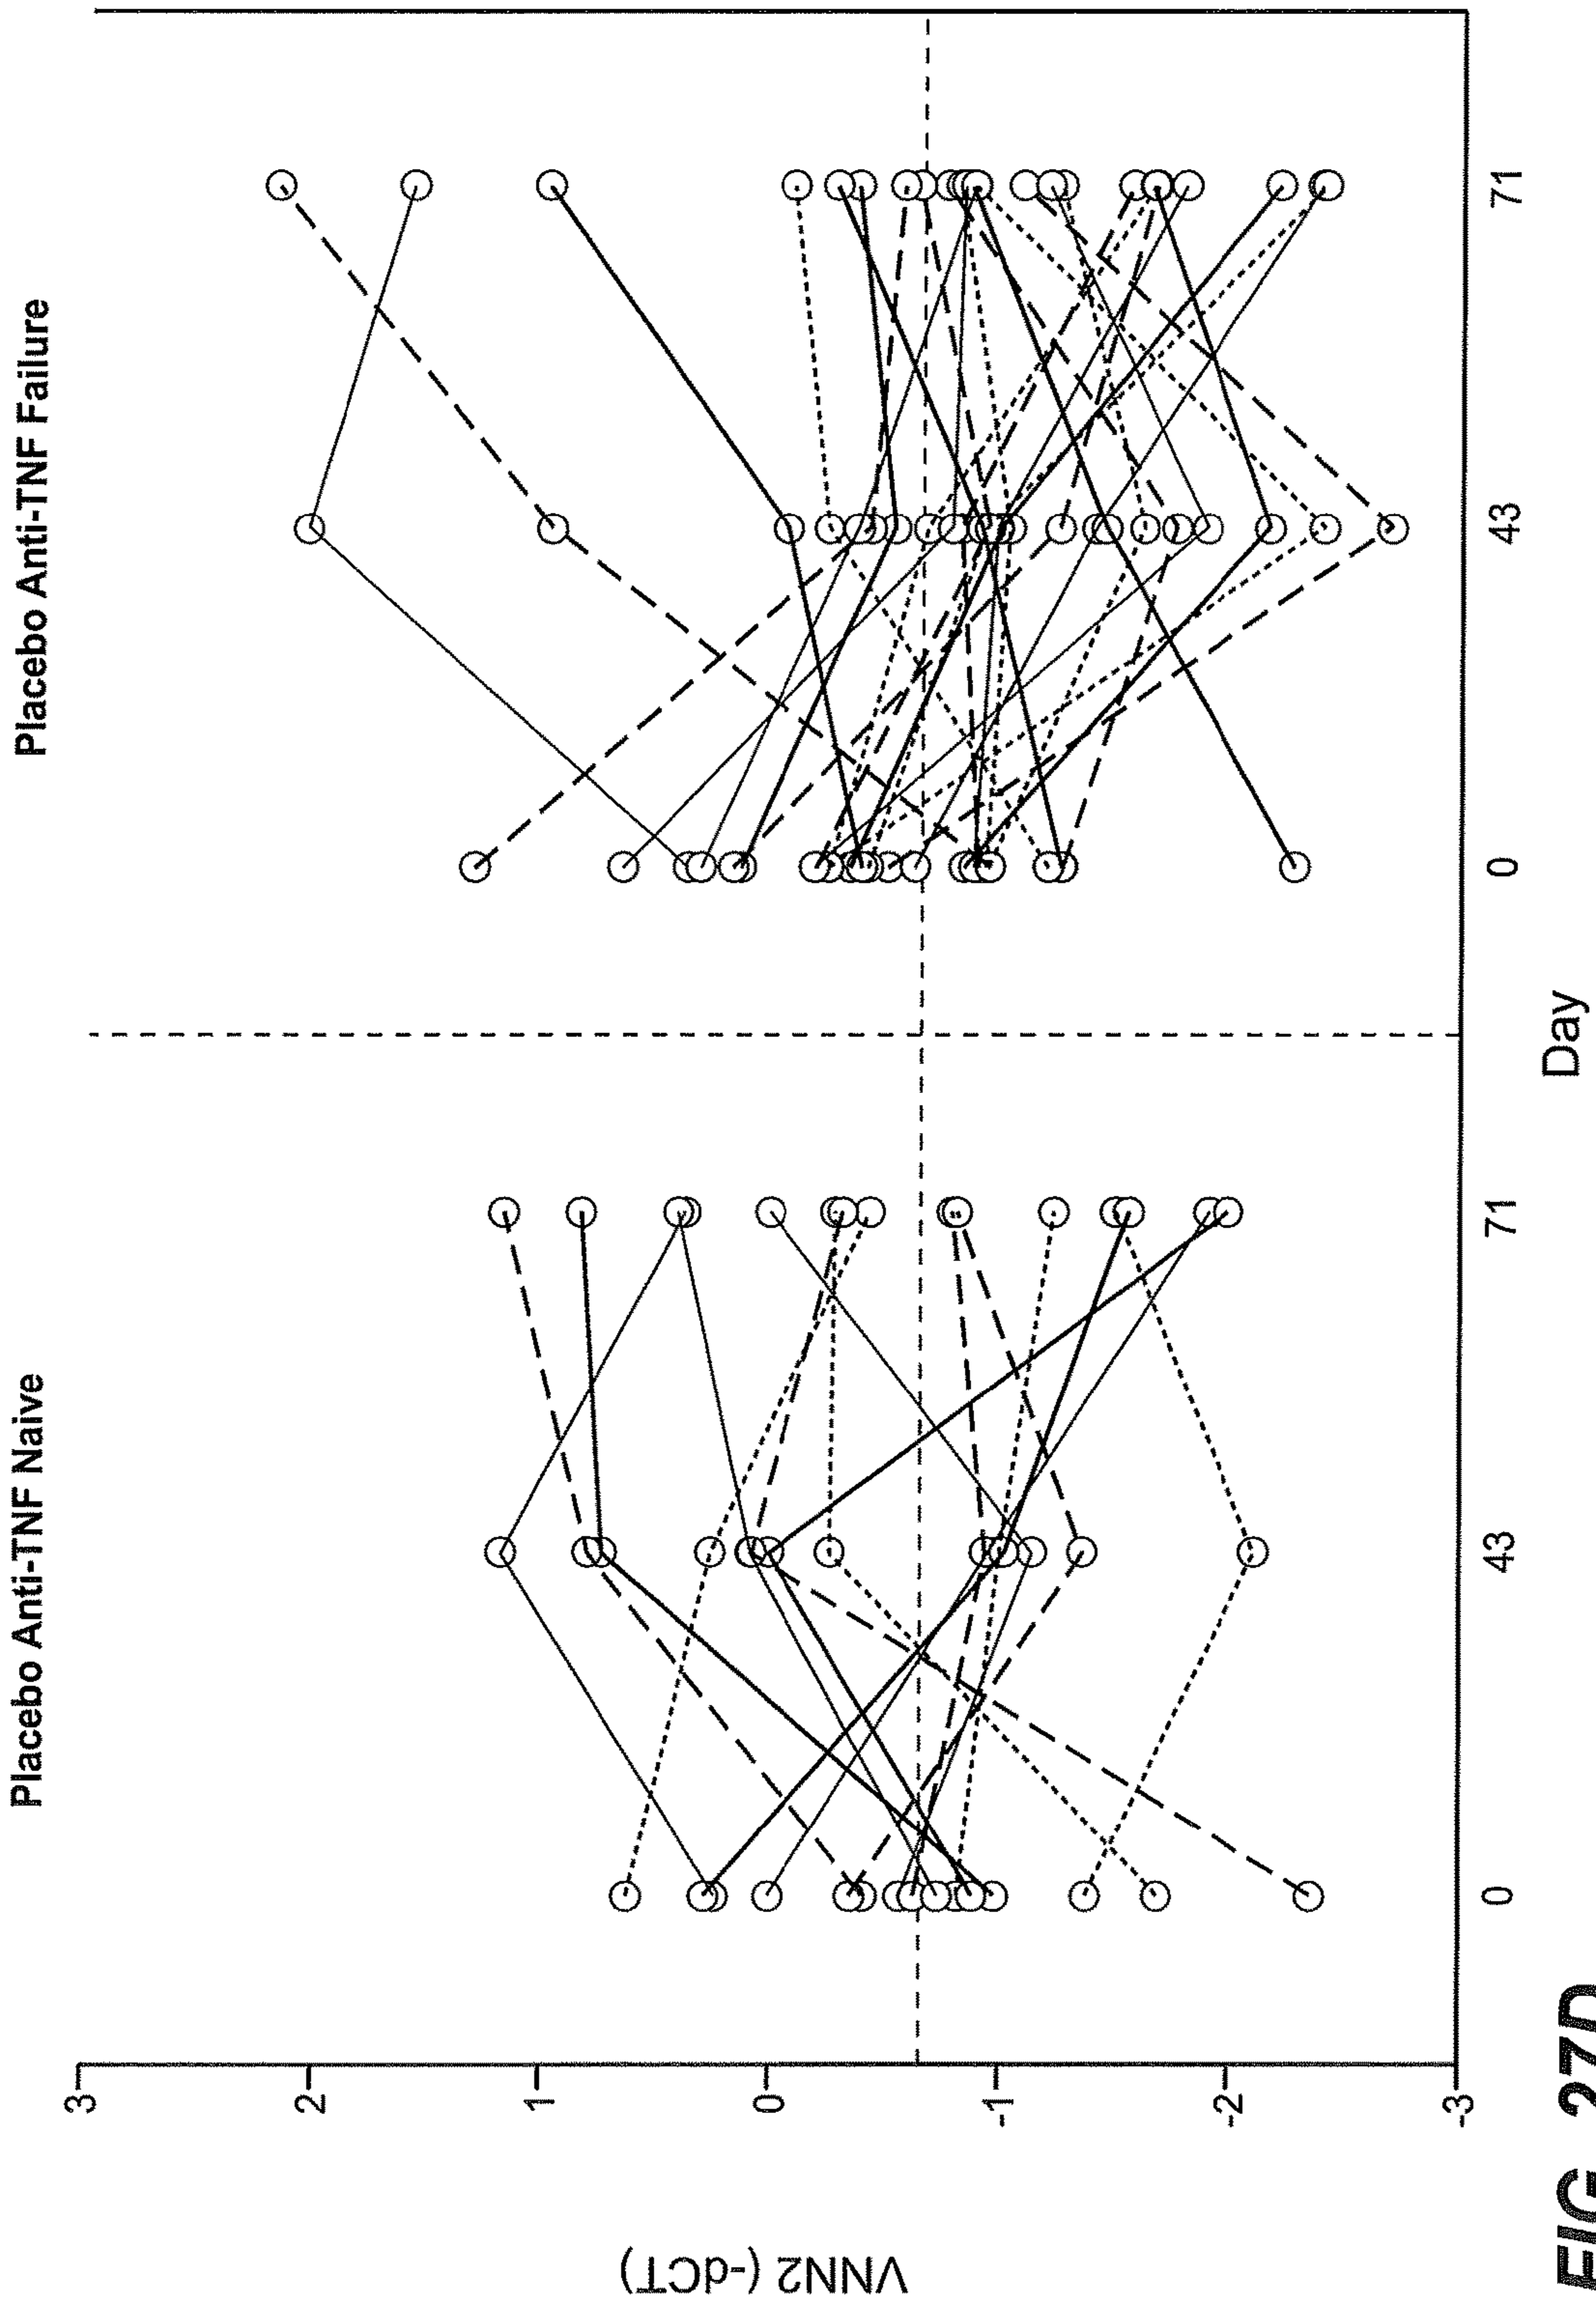 Placebo Anti-TNF Naive
Placebo Anti-TNF Failure
VNN2 (-dCT)
3
2
1
0
-1
-2
-3
0
43
71
0
43
71
Day
FIG. 27D